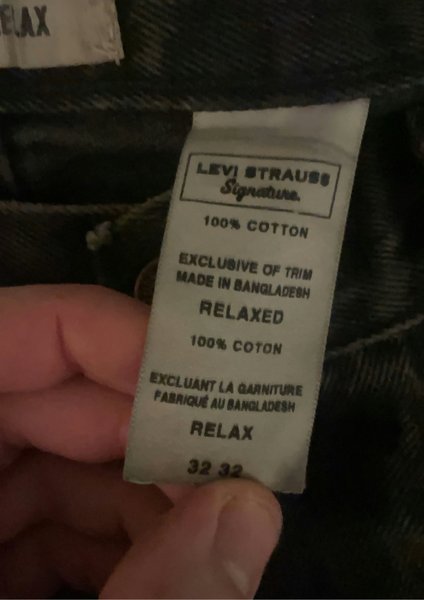 ELAX
LEVI STRAUSS
Signature
100% COTTON
EXCLUSIVE OF TRIM
MADE IN BANGLADESH
RELAXED
100% COTON
EXCLUANT LA GARNITURE
FABRIQUÉ AU BANGLADESH
RELAX
32 32